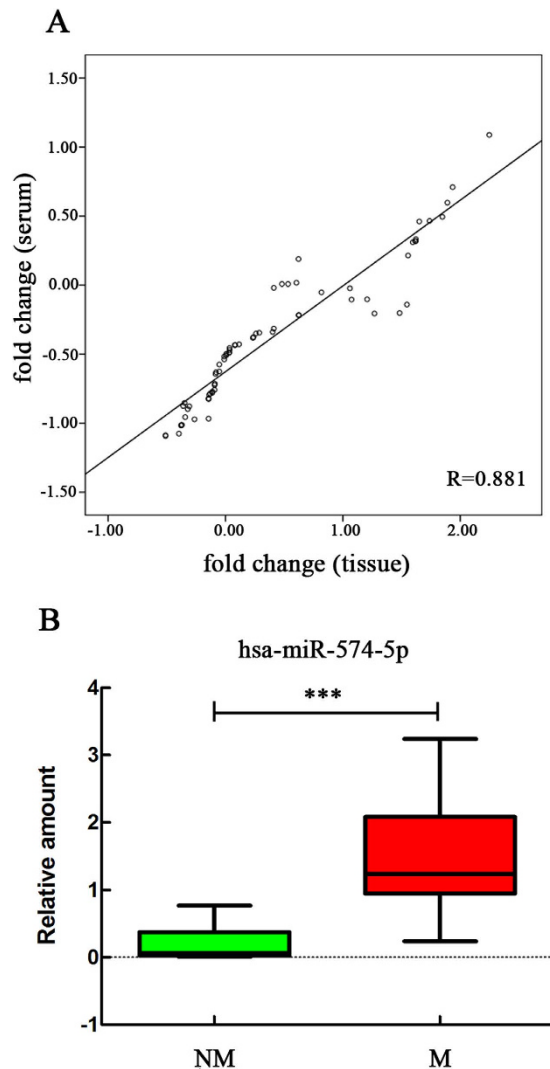 A
1.50
1.00
0.50
0.00
-0.50
-1.00
-1.50
fold change (serum)
R=0.881
-1.00 0.00 1.00 2.00
fold change (tissue)
B
hsa-miR-574-5p
***
4
3
2
1
0
-1
Relative amount
NM M